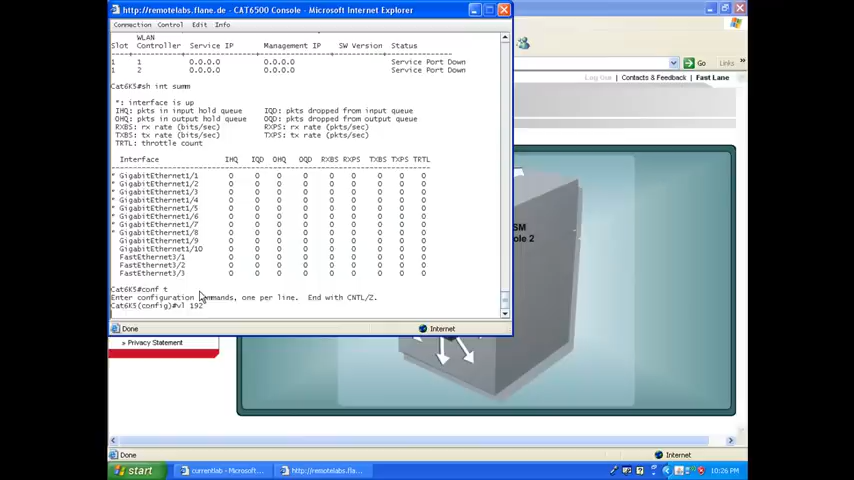 http://remotelabs.flane.de - CAT6500 Console - Microsoft Internet Explorer
Connection Control Edit Info
WLAN
Slot Controller Service IP Management IP SW Version Status
1 1 0.0.0.0 0.0.0.0 Service Port Down
1 2 0.0.0.0 0.0.0.0 Service Port Down
Cat6K5#sh int summ
*: interface is up
IHQ: pkts in input hold queue IQD: pkts dropped from input queue
OHQ: pkts in output hold queue OQD: pkts dropped from output queue
RXBS: rx rate (bits/sec) RXPS: rx rate (pkts/sec)
TXBS: tx rate (bits/sec) TXPS: tx rate (pkts/sec)
TRTL: throttle count
Interface IHQ IQD OHQ OQD RXBS RXPS TXBS TXPS TRTL
* GigabitEthernet1/1 0 0 0 0 0 0 0 0 0
* GigabitEthernet1/2 0 0 0 0 0 0 0 0 0
* GigabitEthernet1/3 0 0 0 0 0 0 0 0 0
* GigabitEthernet1/4 0 0 0 0 0 0 0 0 0
* GigabitEthernet1/5 0 0 0 0 0 0 0 0 0
* GigabitEthernet1/6 0 0 0 0 0 0 0 0 0
* GigabitEthernet1/7 0 0 0 0 0 0 0 0 0
* GigabitEthernet1/8 0 0 0 0 0 0 0 0 0
GigabitEthernet1/9 0 0 0 0 0 0 0 0 0
GigabitEthernet1/10 0 0 0 0 0 0 0 0 0
FastEthernet3/1 0 0 0 0 0 0 0 0 0
FastEthernet3/2 0 0 0 0 0 0 0 0 0
FastEthernet3/3 0 0 0 0 0 0 0 0 0
Cat6K5#conf t
Enter configuration commands, one per line. End with CNTL/Z.
Cat6K5(config)#vl 192
Done Internet
Go
Log Out | Contacts & Feedback | Fast Lane
SM
ole 2
» Privacy Statement
Done Internet
start currentlab - Microsoft... http://remotelabs.fla... 10:26 PM